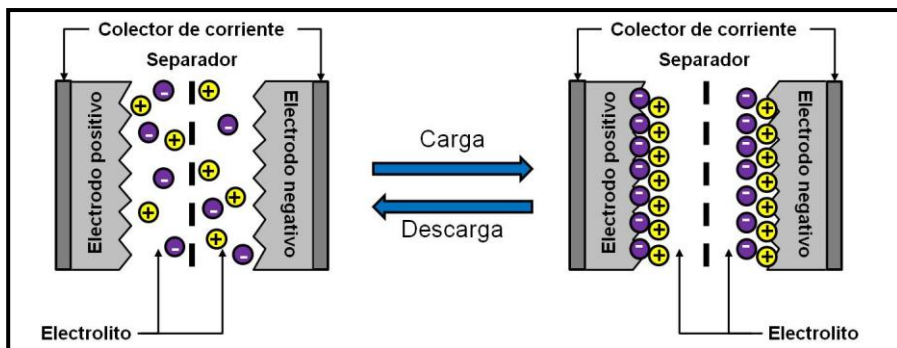 Colector de corriente
Separador
Electrodo positivo
Electrodo negativo
Electrolito
Carga
Descarga
Colector de corriente
Separador
Electrodo positivo
Electrodo negativo
Electrolito